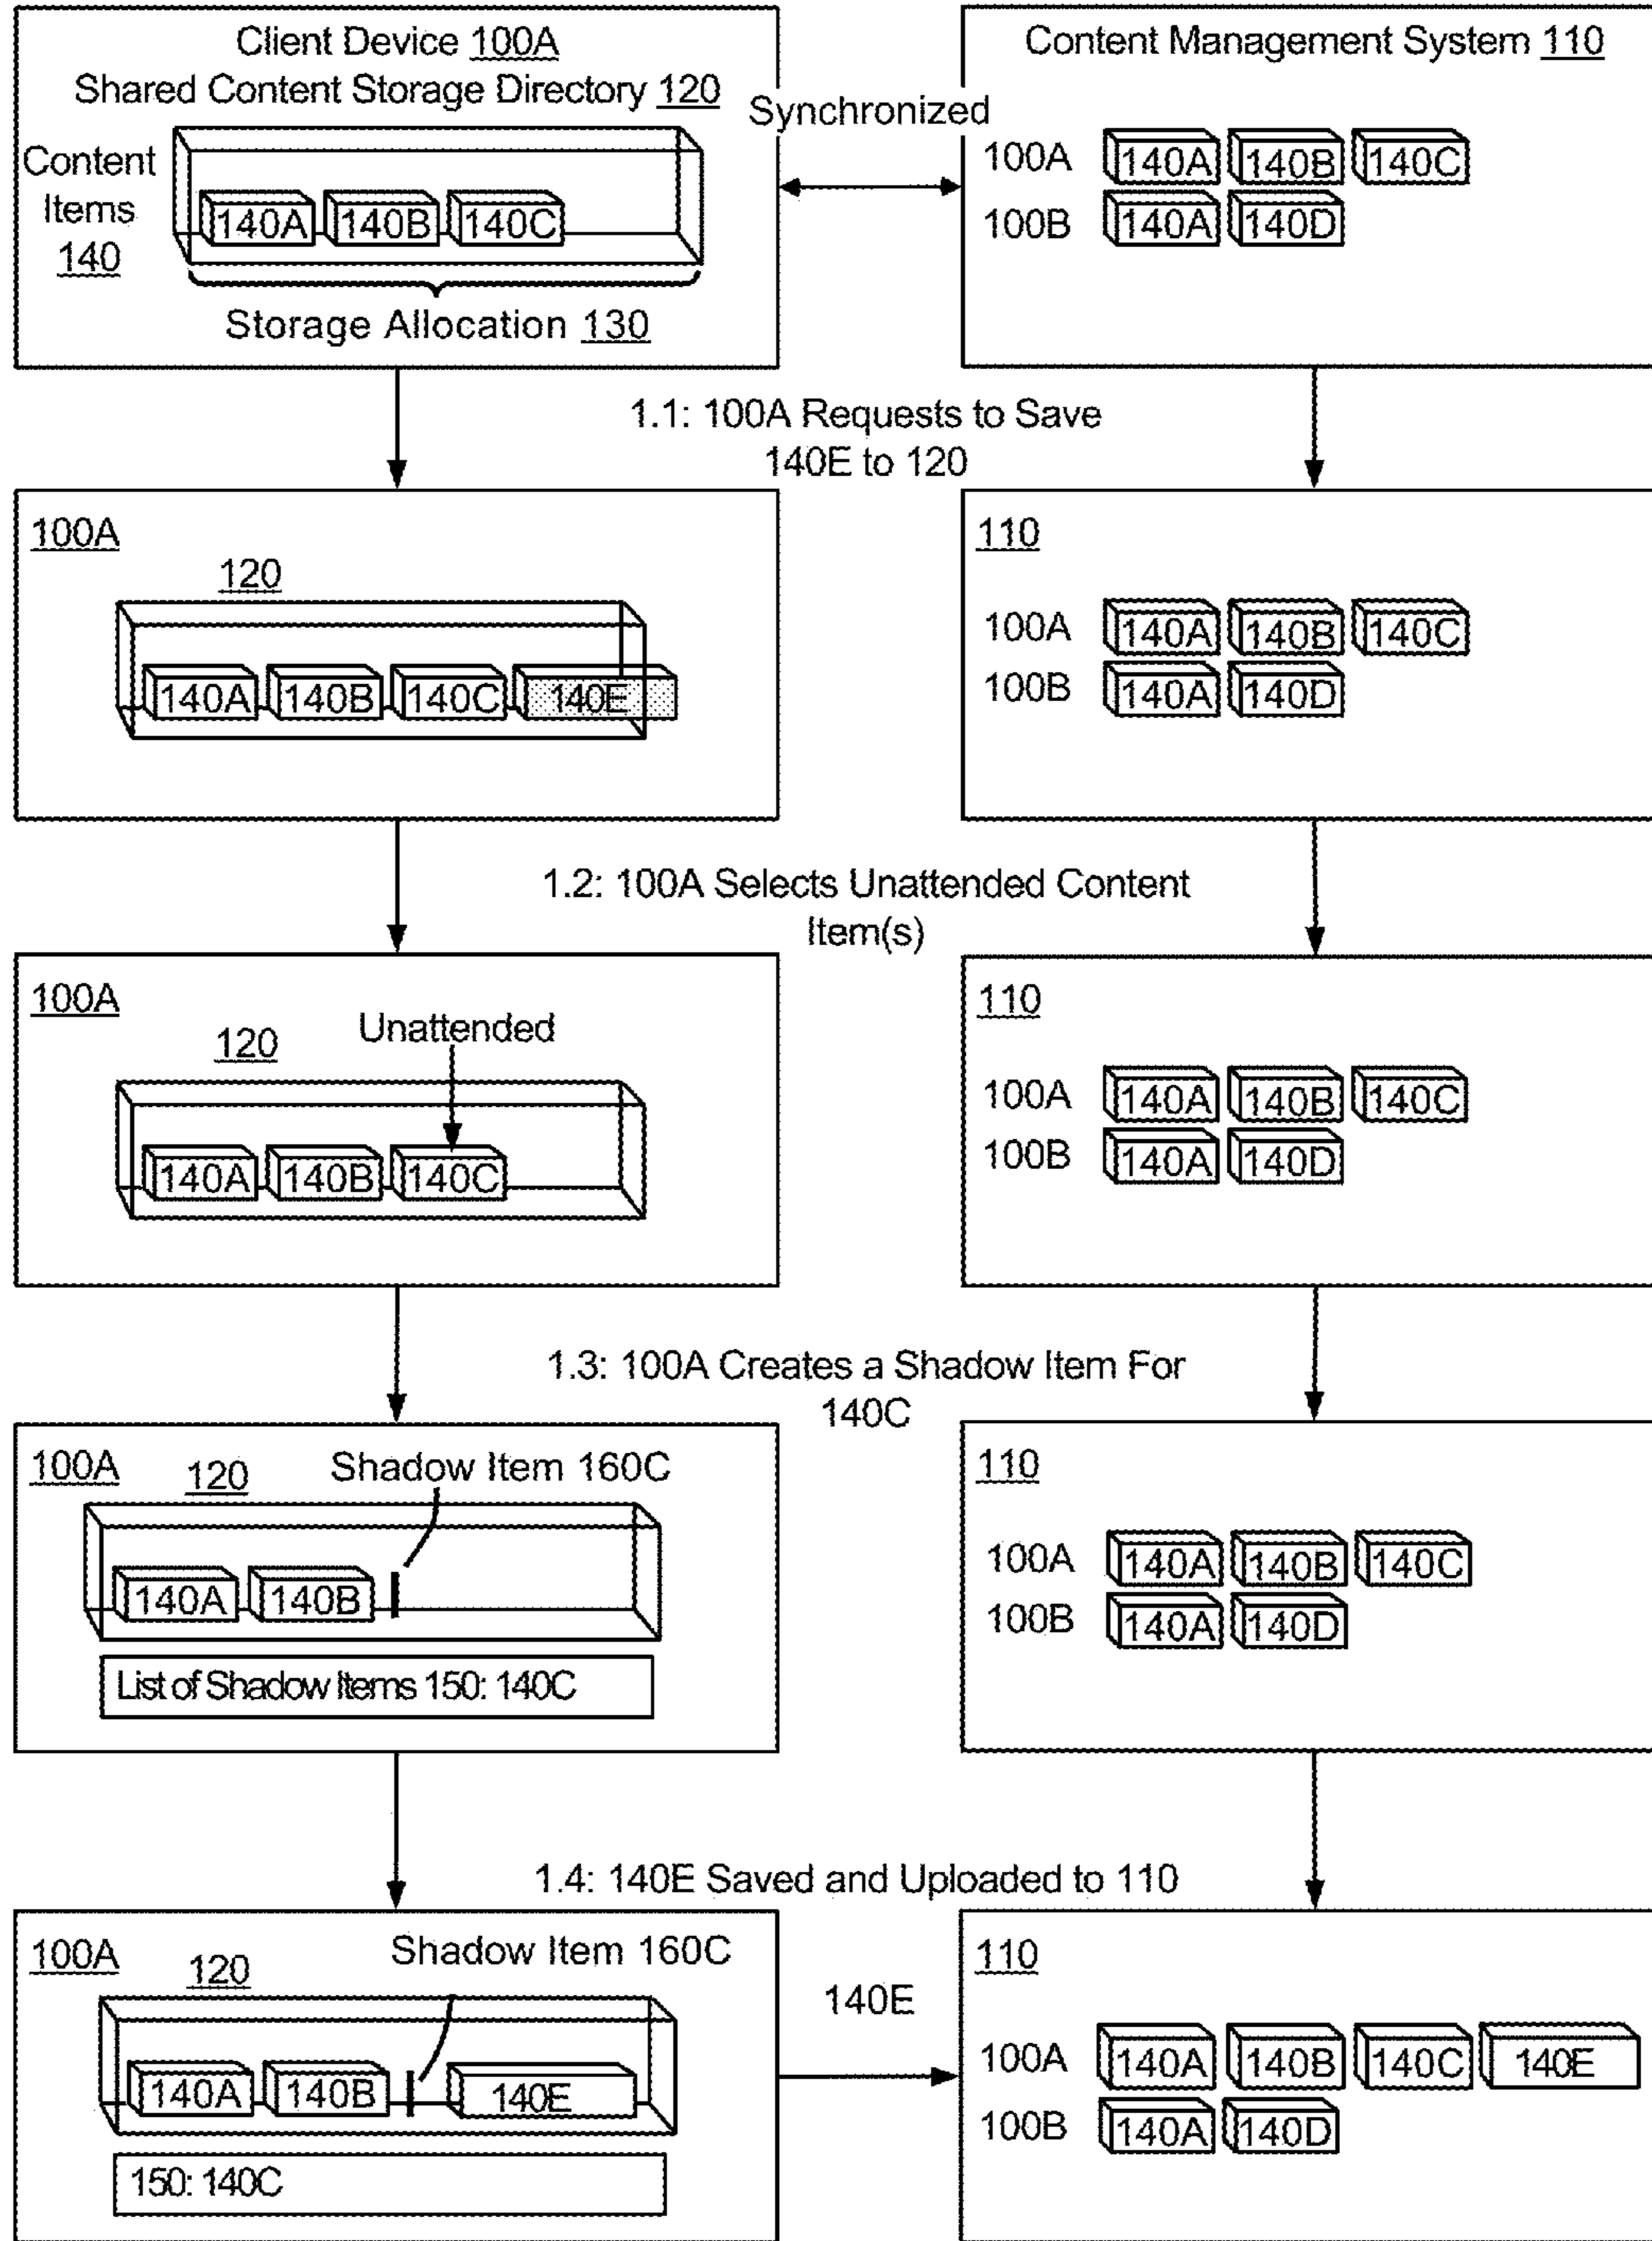 Client Device 100A
Shared Content Storage Directory 120
Content
Items
140
140A 140B 140C
Storage Allocation 130
Synchronized
Content Management System 110
100A 140A 140B 140C
100B 140A 140D
1.1: 100A Requests to Save
140E to 120
100A
120
140A 140B 140C 140E
110
100A 140A 140B 140C
100B 140A 140D
1.2: 100A Selects Unattended Content
Item(s)
100A
120
Unattended
140A 140B 140C
110
100A 140A 140B 140C
100B 140A 140D
1.3: 100A Creates a Shadow Item For
140C
100A
120
Shadow Item 160C
140A 140B
List of Shadow Items 150: 140C
110
100A 140A 140B 140C
100B 140A 140D
1.4: 140E Saved and Uploaded to 110
100A
120
Shadow Item 160C
140A 140B 140E
150: 140C
140E
110
100A 140A 140B 140C 140E
100B 140A 140D